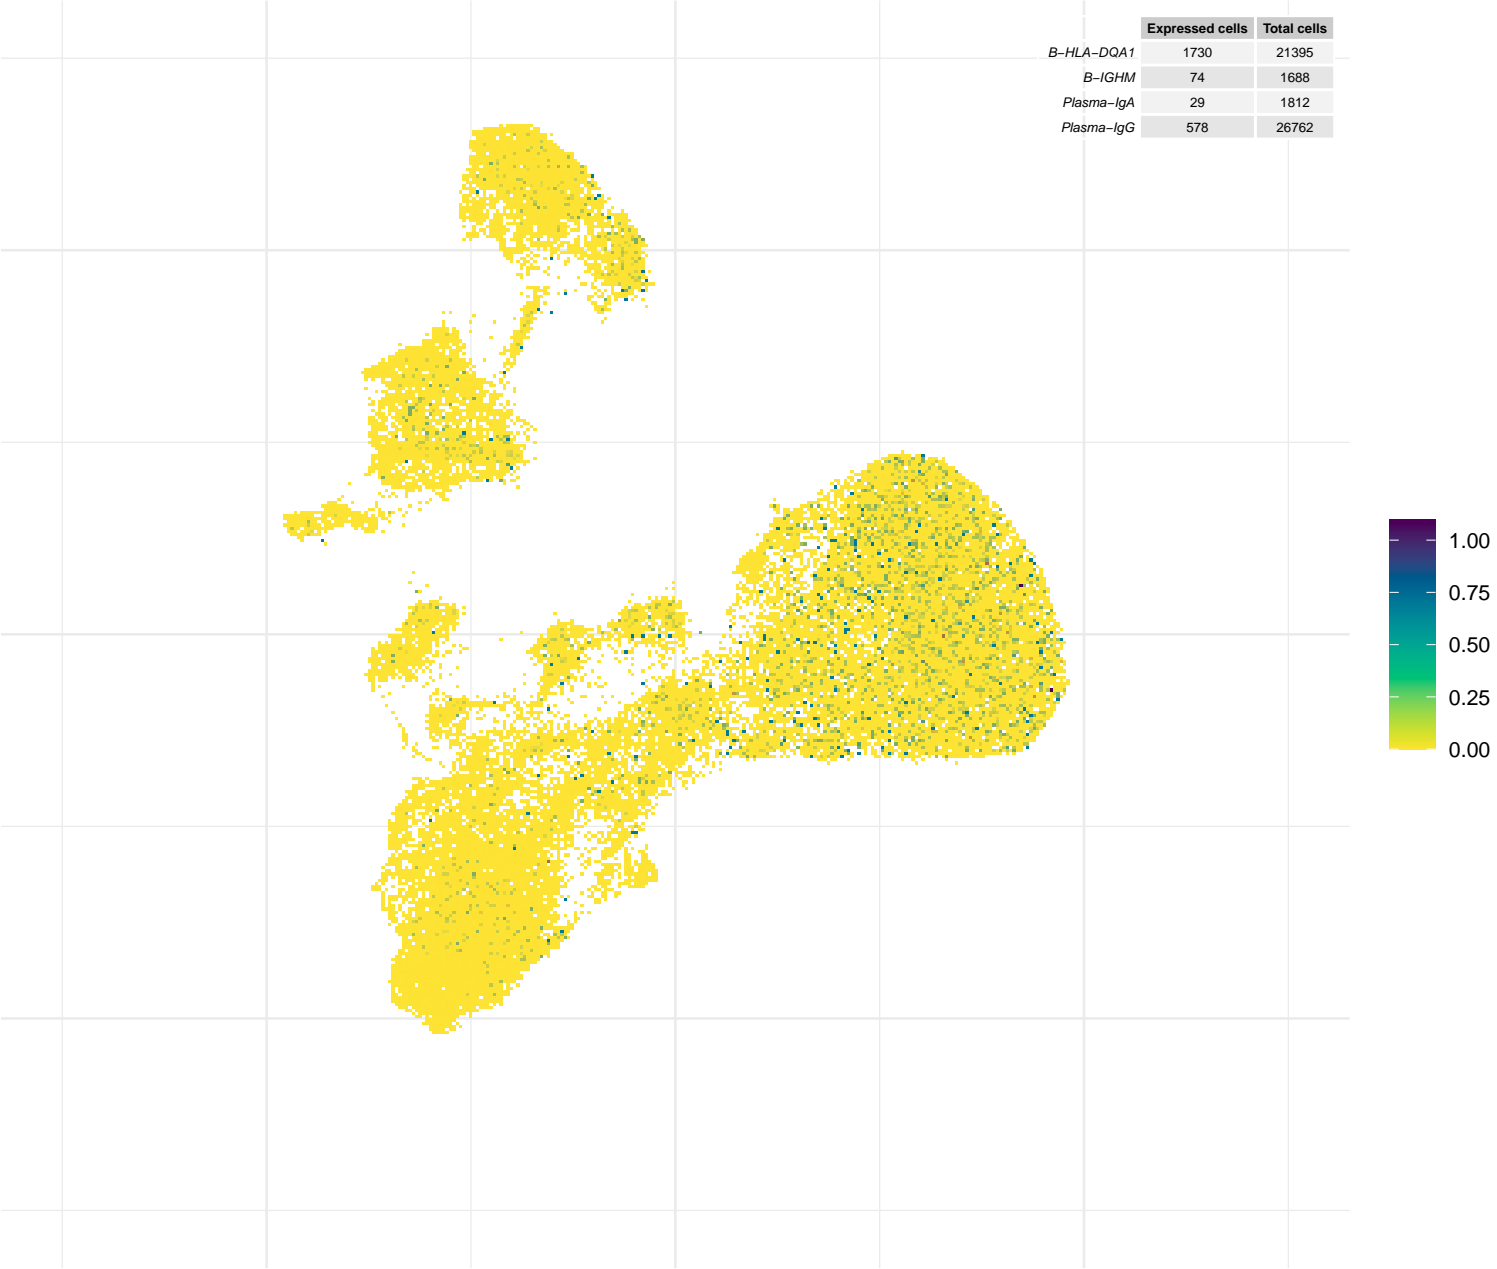 Expressed cells Total cells
B−HLA−DQA1 1730 21395
B−IGHM 74 1688
Plasma−IgA 29 1812
Plasma−IgG 578 26762
1.00
0.75
0.50
0.25
0.00